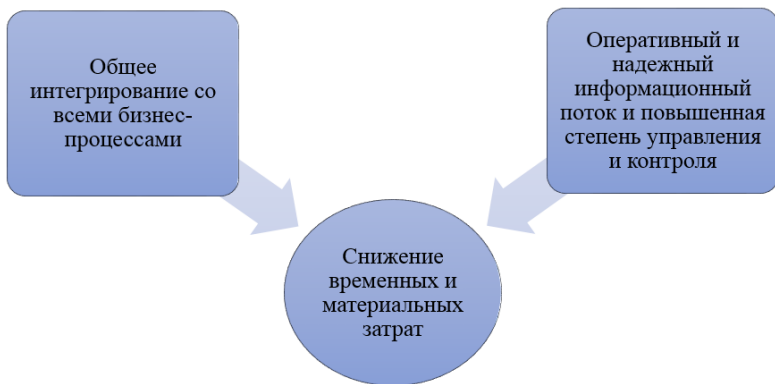 Общее
интегрирование со
всеми бизнес-
процессами
Оперативный и
надежный
информационный
поток и повышенная
степень управления
и контроля
Снижение
временных и
материальных
затрат